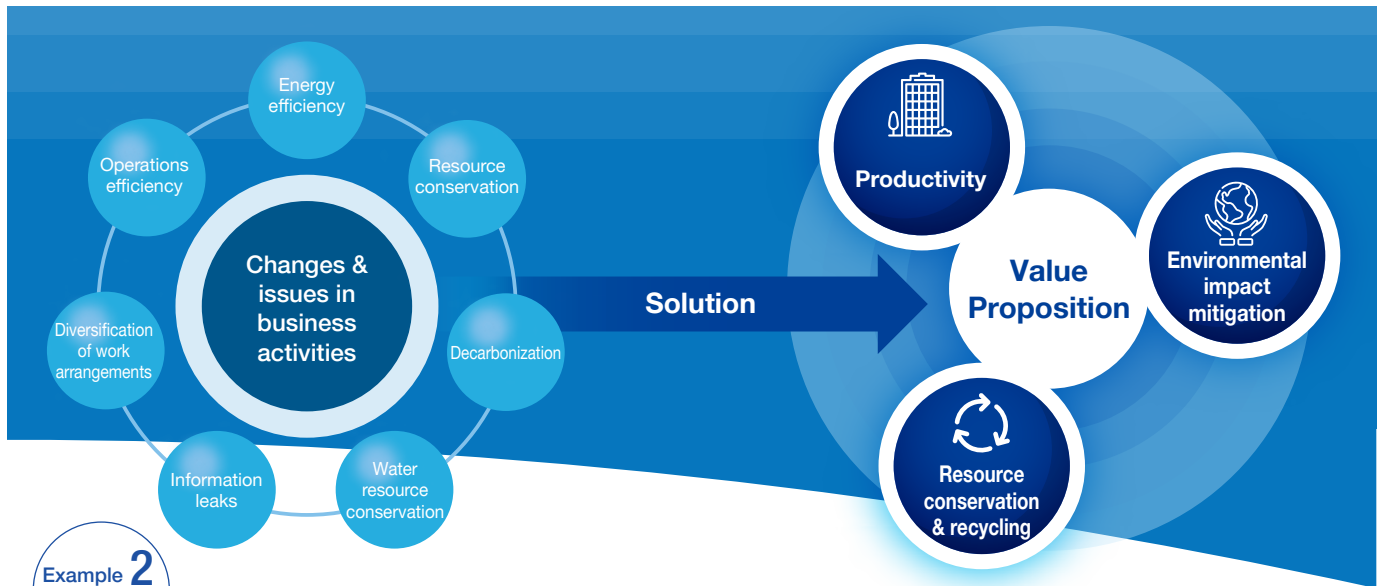 Energy
efficiency
Resource
conservation
Decarbonization
Water
resource
conservation
Information
leaks
Diversification
of work
arrangements
Operations
efficiency
Changes &
issues in
business
activities
Solution
Value
Proposition
Productivity
Environmental
impact
mitigation
Resource
conservation
& recycling
Example 2